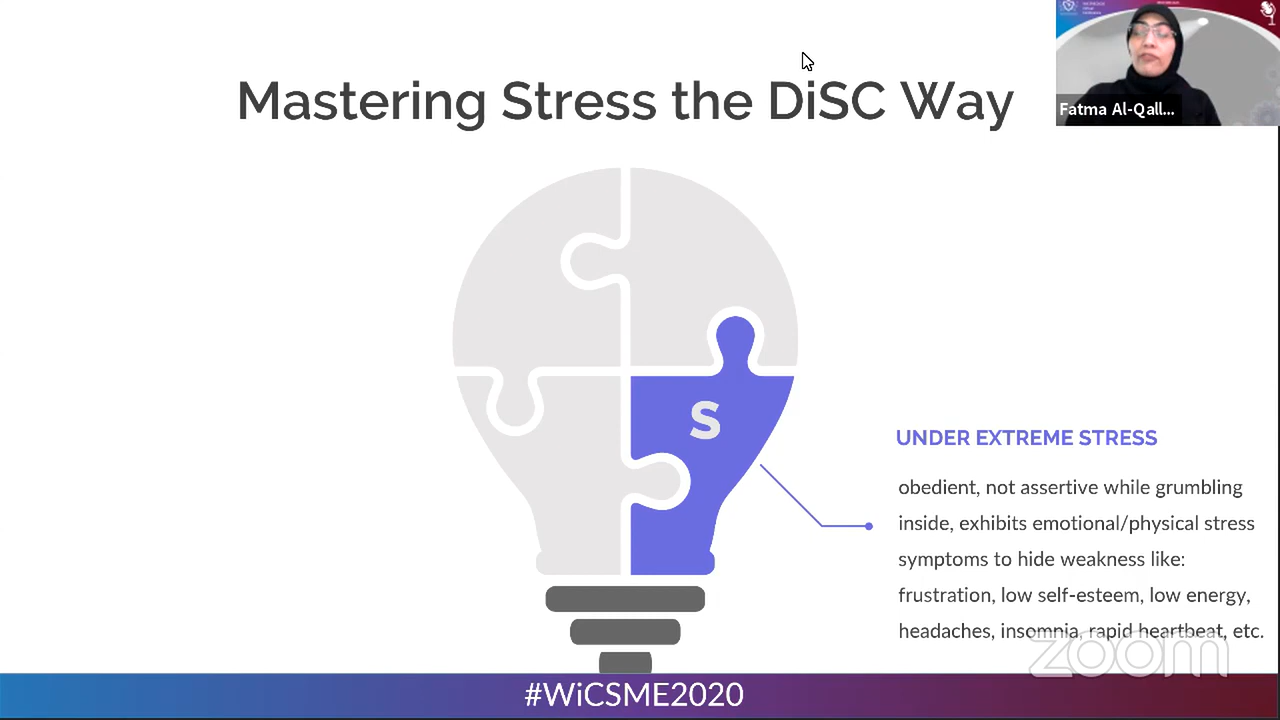 Mastering Stress the DiSC Way
Fatma Al-Qall...
S
UNDER EXTREME STRESS
obedient, not assertive while grumbling
inside, exhibits emotional/physical stress
symptoms to hide weakness like:
frustration, low self-esteem, low energy,
headaches, insomnia, rapid heartbeat, etc.
zoom
#WiCSME2020